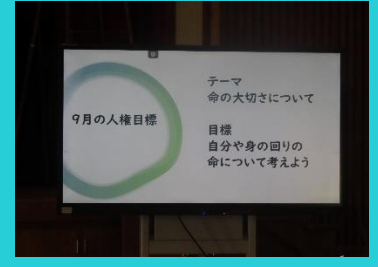 9月の人権目標
テーマ
命の大切さについて
目標
自分や身の回りの
命について考えよう